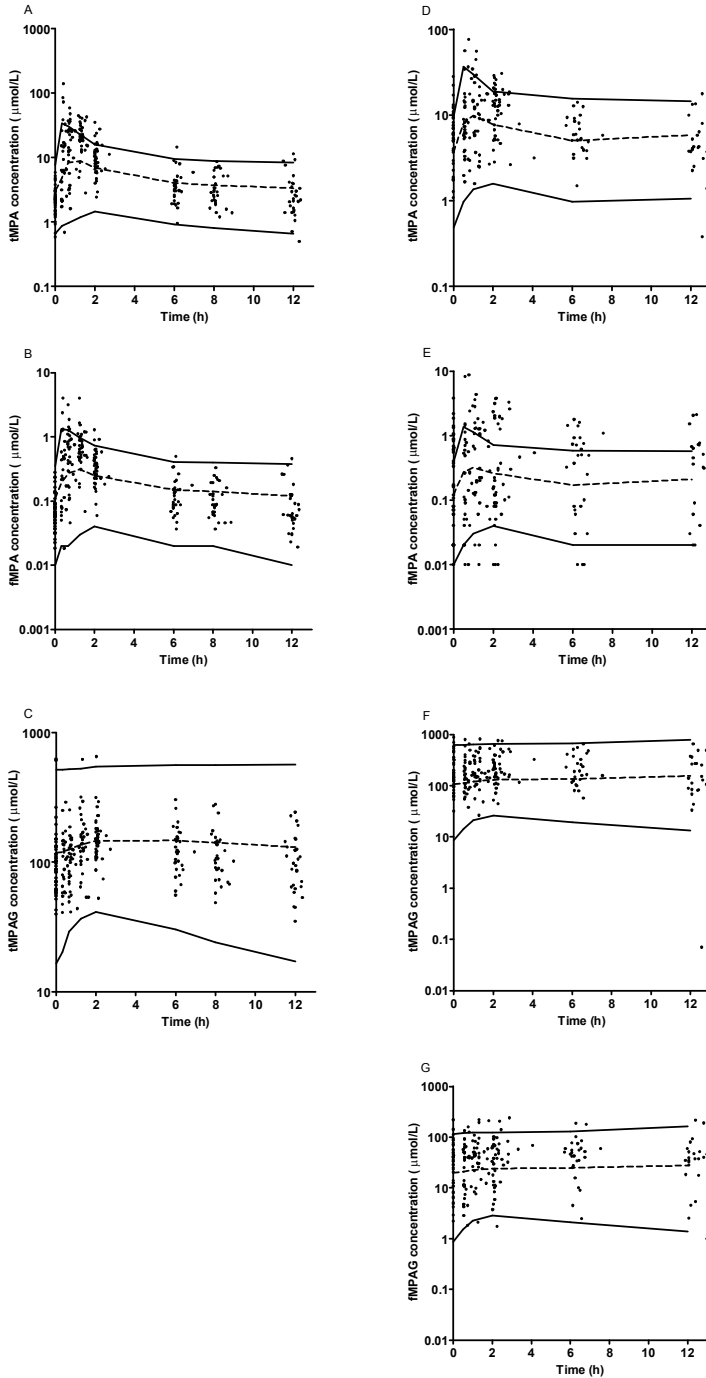 A
1000
100
10
1
0.1
0 2 4 6 8 10 12
Time (h)
tMPA concentration ( μmol/L)
B
10
1
0.1
0.01
0.001
0 2 4 6 8 10 12
Time (h)
fMPA concentration ( μmol/L)
C
1000
100
10
0 2 4 6 8 10 12
Time (h)
tMPAG concentration ( μmol/L)
D
100
10
1
0.1
0 2 4 6 8 10 12
Time (h)
tMPA concentration ( μmol/L)
E
10
1
0.1
0.01
0.001
0 2 4 6 8 10 12
Time (h)
fMPA concentration ( μmol/L)
F
1000
100
10
1
0.1
0.01
0 2 4 6 8 10 12
Time (h)
tMPAG concentration ( μmol/L)
G
1000
100
10
1
0.1
0.01
0 2 4 6 8 10 12
Time (h)
fMPAG concentration ( μmol/L)